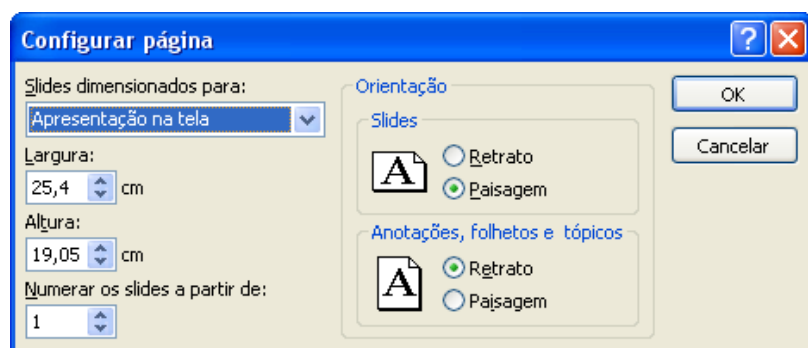 Configurar página
Slides dimensionados para:
Apresentação na tela
Largura:
25,4 cm
Altura:
19,05 cm
Numerar os slides a partir de:
1
Orientação
Slides
A
Retrato
Paisagem
Anotações, folhetos e tópicos
A
Retrato
Paisagem
OK
Cancelar